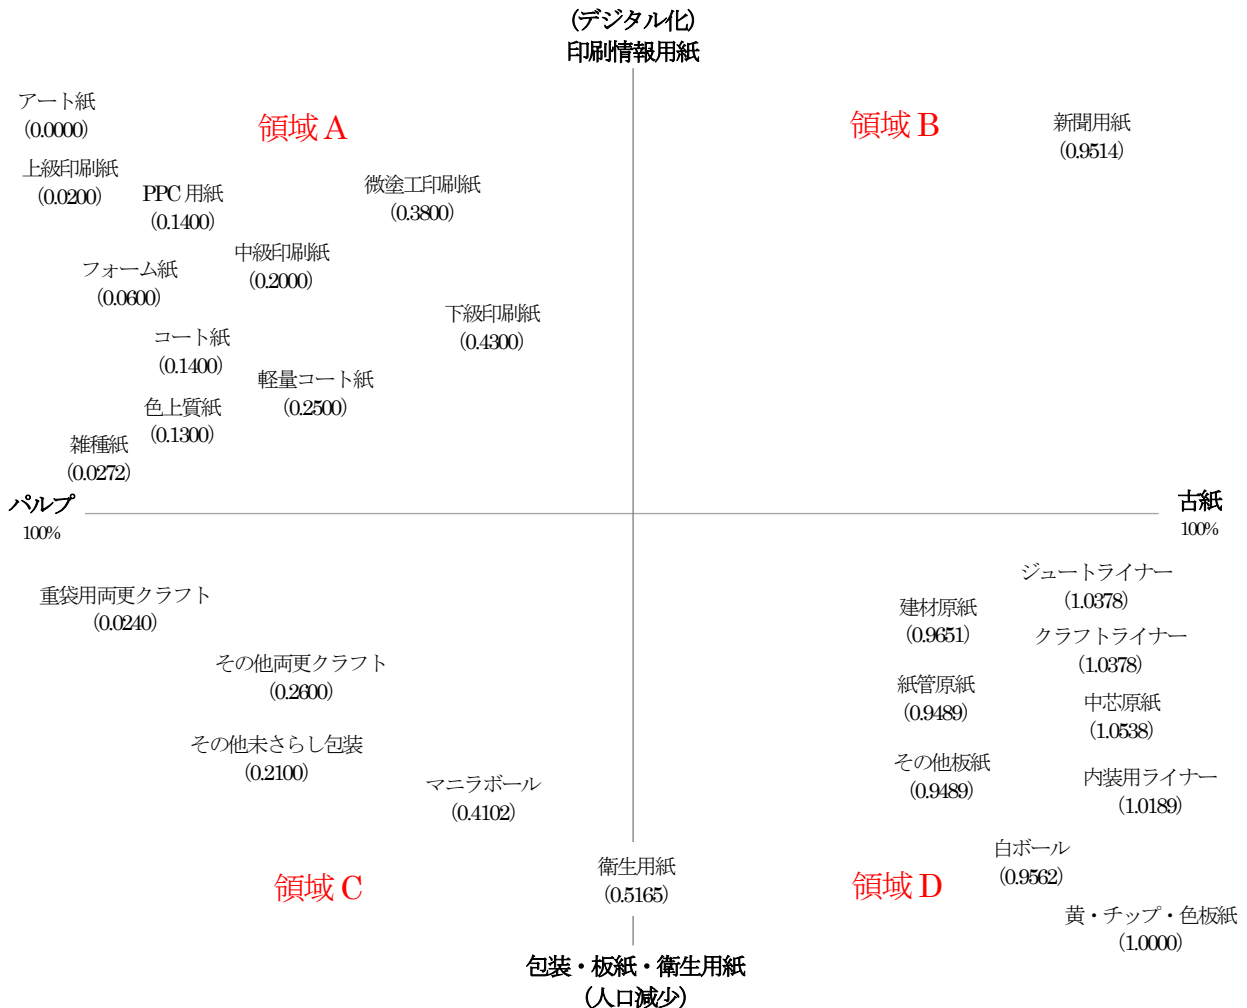 (デジタル化)
印刷情報用紙
アート紙
(0.0000)
領域 A
領域 B
新聞用紙
(0.9514)
上級印刷紙
(0.0200)
PPC 用紙
(0.1400)
微塗工印刷紙
(0.3800)
中級印刷紙
(0.2000)
フォーム紙
(0.0600)
下級印刷紙
(0.4300)
コート紙
(0.1400)
軽量コート紙
(0.2500)
色上質紙
(0.1300)
雑種紙
(0.0272)
パルプ
100%
古紙
100%
重袋用両更クラフト
(0.0240)
ジュートライナー
(1.0378)
建材原紙
(0.9651)
クラフトライナー
(1.0378)
その他両更クラフト
(0.2600)
紙管原紙
(0.9489)
中芯原紙
(1.0538)
その他未さらし包装
(0.2100)
その他板紙
(0.9489)
マニラボール
(0.4102)
内装用ライナー
(1.0189)
白ボール
(0.9562)
衛生用紙
(0.5165)
領域 C
領域 D
黄・チップ・色板紙
(1.0000)
包装・板紙・衛生用紙
(人口減少)